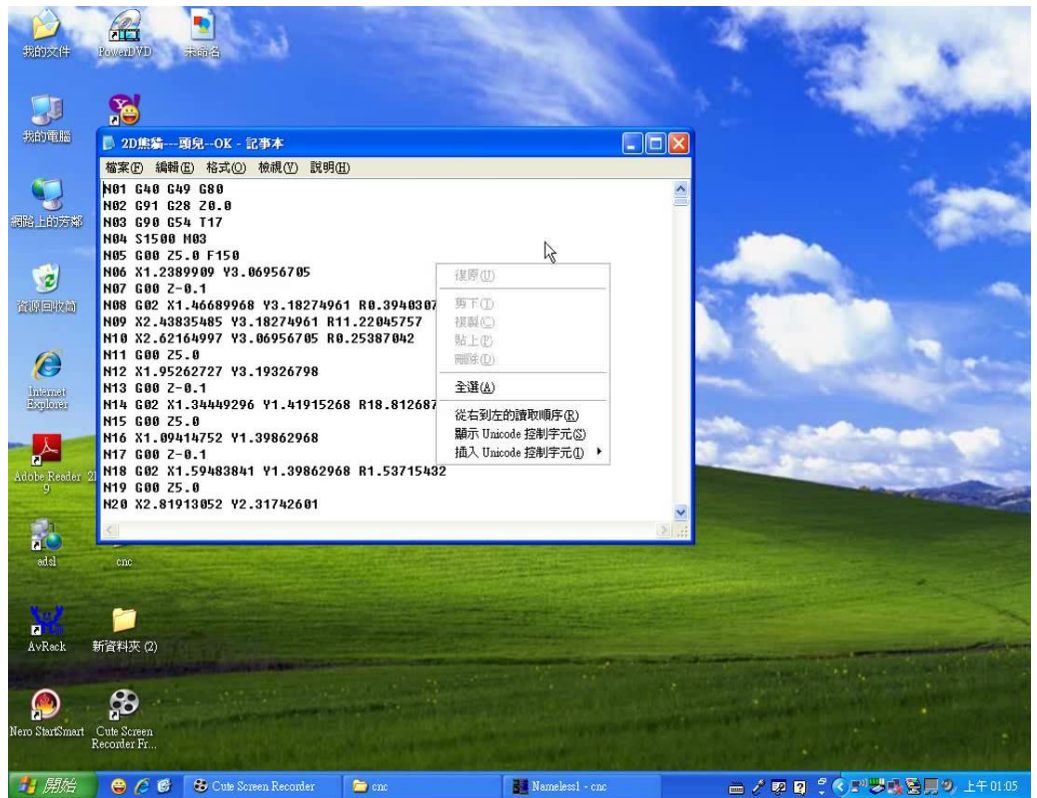 我的文件
PowerDVD
未命名
我的電腦
網路上的芳鄰
資源回收筒
Internet
Explorer
Adobe Reader
9
adsl
cnc
AvRack
新資料夾 (2)
Nero StartSmart
Cute Screen
Recorder Fr...
2D熊貓---頭兒--OK - 記事本
檔案(F) 編輯(E) 格式(O) 檢視(V) 說明(H)
N01 G40 G49 G80
N02 G91 G28 Z0.0
N03 G90 G54 T17
N04 S1500 M03
N05 G00 Z5.0 F150
N06 X1.2389909 Y3.06956705
N07 G00 Z-0.1
N08 G02 X1.46689968 Y3.18274961 R0.3940307
N09 X2.43835485 Y3.18274961 R11.22045757
N10 X2.62164997 Y3.06956705 R0.25387042
N11 G00 Z5.0
N12 X1.95262727 Y3.19326798
N13 G00 Z-0.1
N14 G02 X1.34449296 Y1.41915268 R18.812687
N15 G00 Z5.0
N16 X1.09414752 Y1.39862968
N17 G00 Z-0.1
N18 G02 X1.59483841 Y1.39862968 R1.53715432
N19 G00 Z5.0
N20 X2.81913052 Y2.31742601
復原(U)
剪下(T)
複製(C)
貼上(P)
刪除(D)
全選(A)
從右到左的讀取順序(R)
顯示 Unicode 控制字元(S)
插入 Unicode 控制字元(I)
開始
Cute Screen Recorder
cnc
Nameless1 - cnc
上午 01:05